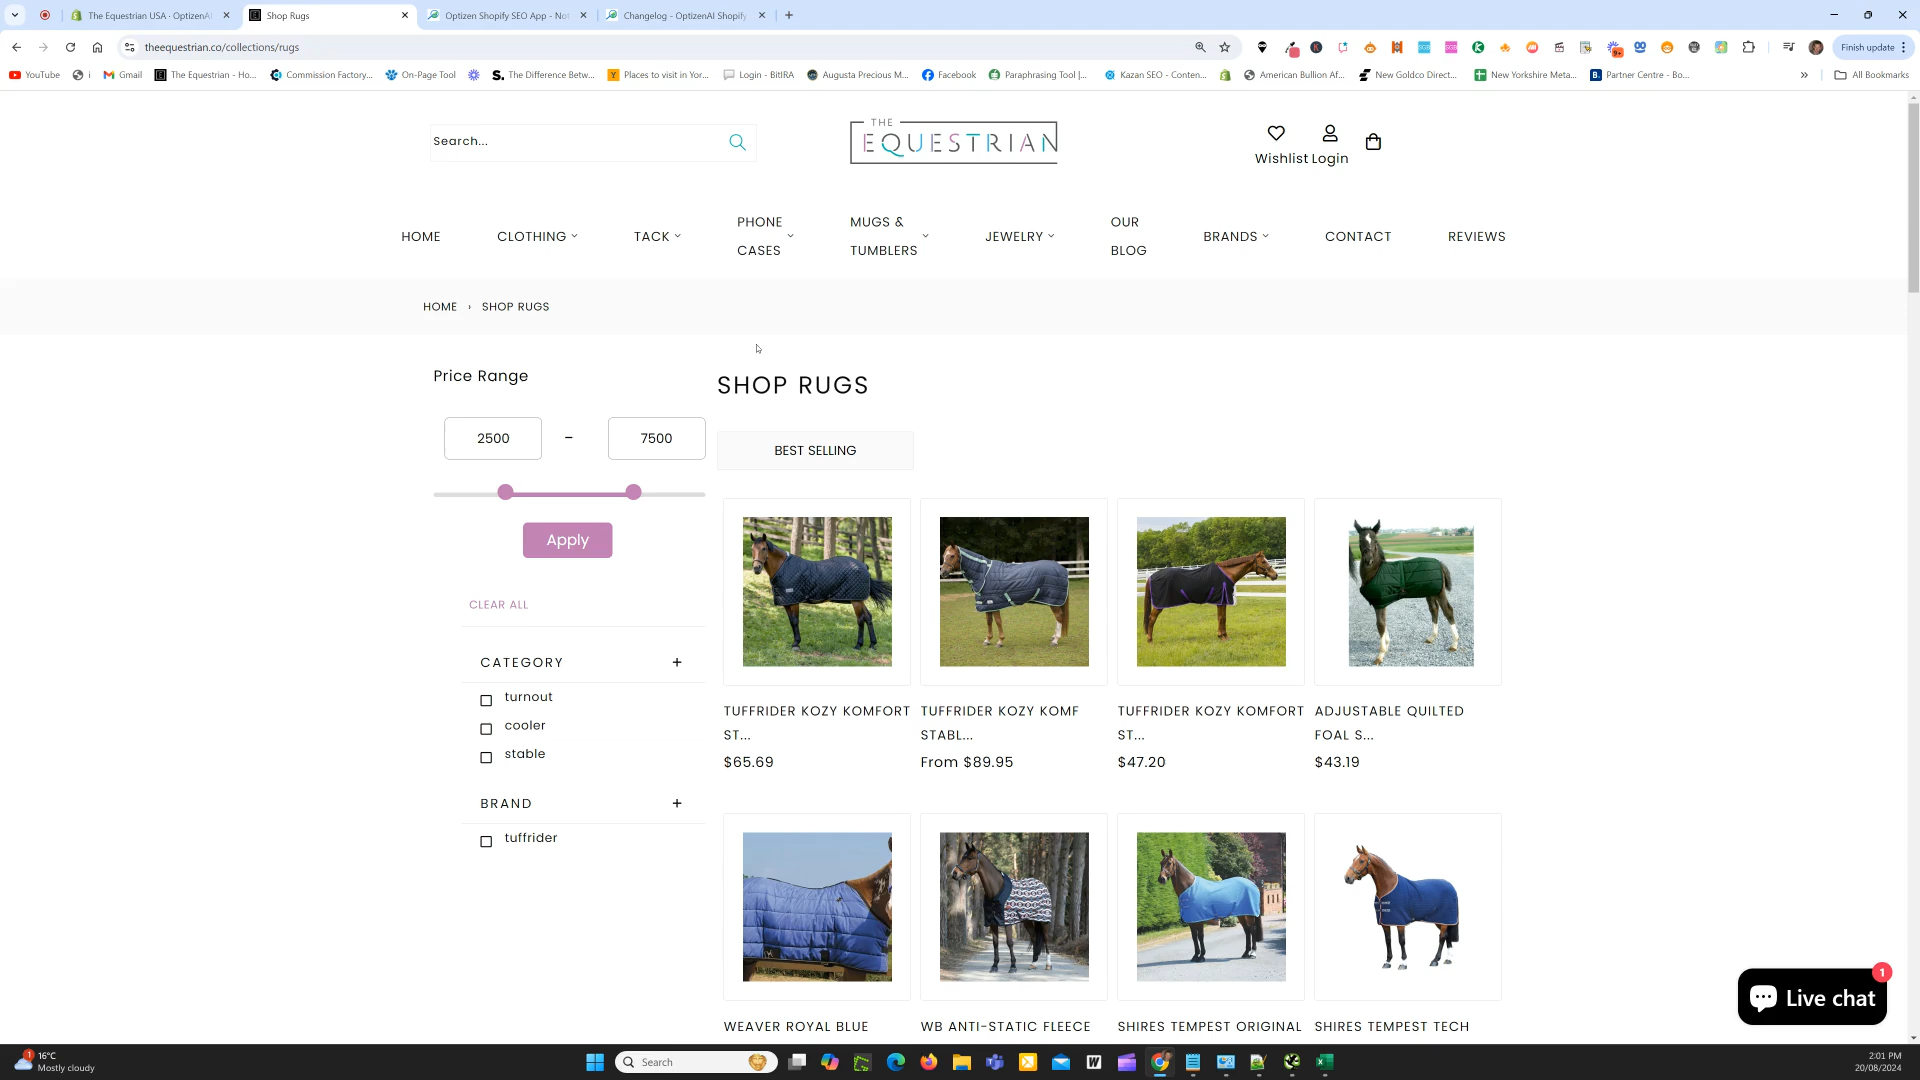 The Equestrian USA · OptizenAI
Shop Rugs
Optizen Shopify SEO App - Not
Changelog - OptizenAI Shopify
theequestrian.co/collections/rugs
Finish update
YouTube
i
Gmail
The Equestrian - Ho...
Commission Factory...
On-Page Tool
The Difference Betw...
Places to visit in Yor...
Login - BitIRA
Augusta Precious M...
Facebook
Paraphrasing Tool |...
Kazan SEO - Conten...
American Bullion Af...
New Goldco Direct...
New Yorkshire Meta...
Partner Centre - Bo...
All Bookmarks
Search...
THE
EQUESTRIAN
Wishlist
Login
HOME
CLOTHING
TACK
PHONE
CASES
MUGS &
TUMBLERS
JEWELRY
OUR
BLOG
BRANDS
CONTACT
REVIEWS
HOME › SHOP RUGS
Price Range
2500 – 7500
Apply
CLEAR ALL
CATEGORY +
turnout
cooler
stable
BRAND +
tuffrider
SHOP RUGS
BEST SELLING
TUFFRIDER KOZY KOMFORT
ST...
$65.69
TUFFRIDER KOZY KOMF
STABL...
From $89.95
TUFFRIDER KOZY KOMFORT
ST...
$47.20
ADJUSTABLE QUILTED
FOAL S...
$43.19
WEAVER ROYAL BLUE
WB ANTI-STATIC FLEECE
SHIRES TEMPEST ORIGINAL
SHIRES TEMPEST TECH
1
Live chat
1
16°C
Mostly cloudy
Search
2:01 PM
20/08/2024